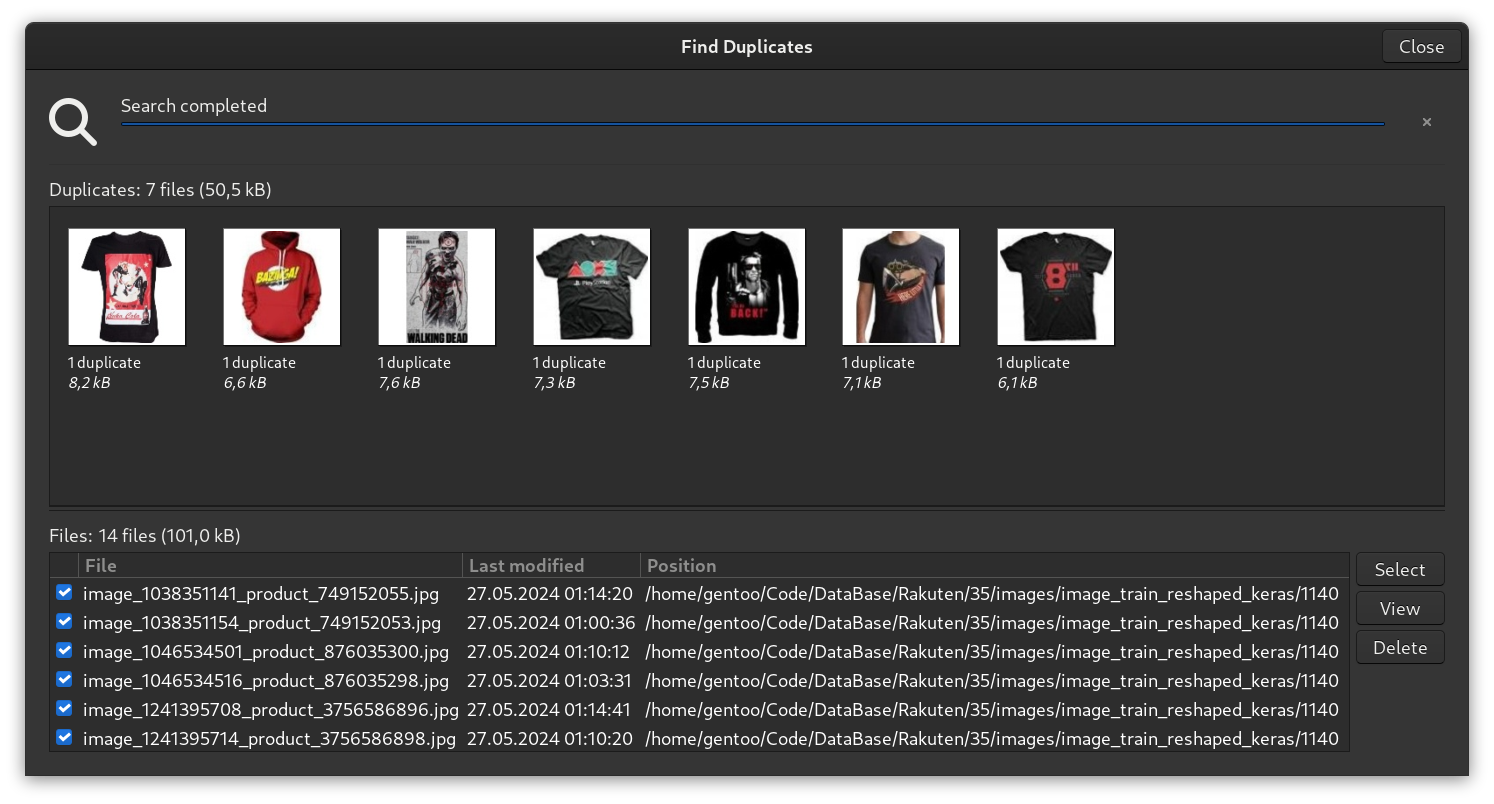 Find Duplicates
Close
Search completed
Duplicates: 7 files (50,5 kB)
BAZINGA!
WALKING DEAD
PlayStation
BACK!"
8
1 duplicate
8,2 kB
1 duplicate
6,6 kB
1 duplicate
7,6 kB
1 duplicate
7,3 kB
1 duplicate
7,5 kB
1 duplicate
7,1 kB
1 duplicate
6,1 kB
Files: 14 files (101,0 kB)
File Last modified Position
image_1038351141_product_749152055.jpg 27.05.2024 01:14:20 /home/gentoo/Code/DataBase/Rakuten/35/images/image_train_reshaped_keras/1140
image_1038351154_product_749152053.jpg 27.05.2024 01:00:36 /home/gentoo/Code/DataBase/Rakuten/35/images/image_train_reshaped_keras/1140
image_1046534501_product_876035300.jpg 27.05.2024 01:10:12 /home/gentoo/Code/DataBase/Rakuten/35/images/image_train_reshaped_keras/1140
image_1046534516_product_876035298.jpg 27.05.2024 01:03:31 /home/gentoo/Code/DataBase/Rakuten/35/images/image_train_reshaped_keras/1140
image_1241395708_product_3756586896.jpg 27.05.2024 01:14:41 /home/gentoo/Code/DataBase/Rakuten/35/images/image_train_reshaped_keras/1140
image_1241395714_product_3756586898.jpg 27.05.2024 01:10:20 /home/gentoo/Code/DataBase/Rakuten/35/images/image_train_reshaped_keras/1140
Select
View
Delete